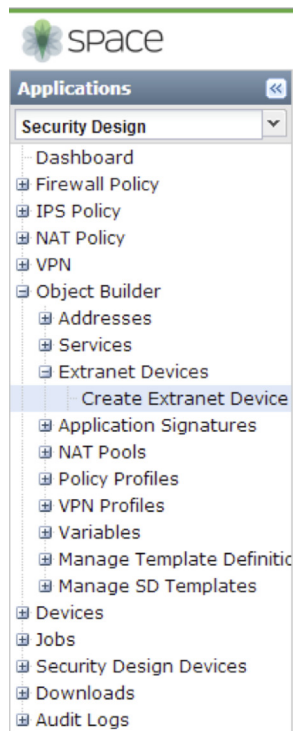 space
Applications
Security Design
Dashboard
Firewall Policy
IPS Policy
NAT Policy
VPN
Object Builder
Addresses
Services
Extranet Devices
Create Extranet Device
Application Signatures
NAT Pools
Policy Profiles
VPN Profiles
Variables
Manage Template Definitic
Manage SD Templates
Devices
Jobs
Security Design Devices
Downloads
Audit Logs